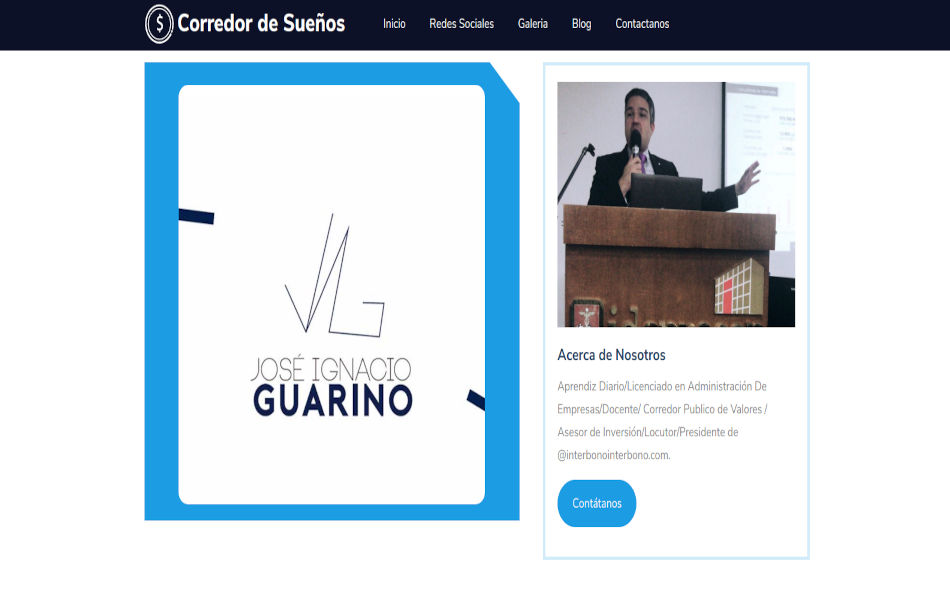 $ Corredor de Sueños
Inicio
Redes Sociales
Galeria
Blog
Contactanos
JOSÉ IGNACIO
GUARINO
Acerca de Nosotros
Aprendiz Diario/Licenciado en Administración De
Empresas/Docente/ Corredor Publico de Valores /
Asesor de Inversión/Locutor/Presidente de
@interbonointerbono.com.
Contátanos